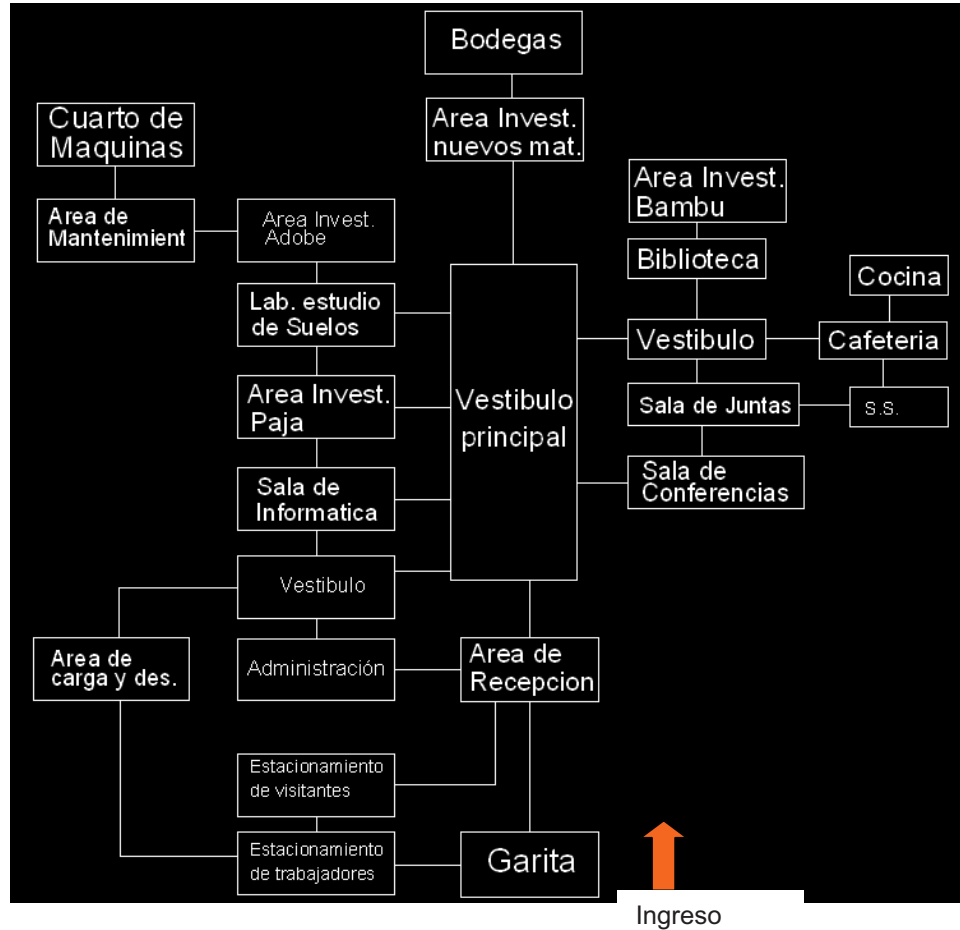 Bodegas
Area Invest.
nuevos mat.
Cuarto de
Maquinas
Area Invest.
Bambu
Area de
Mantenimient
Area Invest.
Adobe
Biblioteca
Cocina
Lab. estudio
de Suelos
Vestibulo
Cafeteria
Area Invest.
Paja
Vestibulo
principal
Sala de Juntas
S.S.
Sala de
Informatica
Sala de
Conferencias
Vestibulo
Area de
carga y des.
Administración
Area de
Recepcion
Estacionamiento
de visitantes
Estacionamiento
de trabajadores
Garita
Ingreso